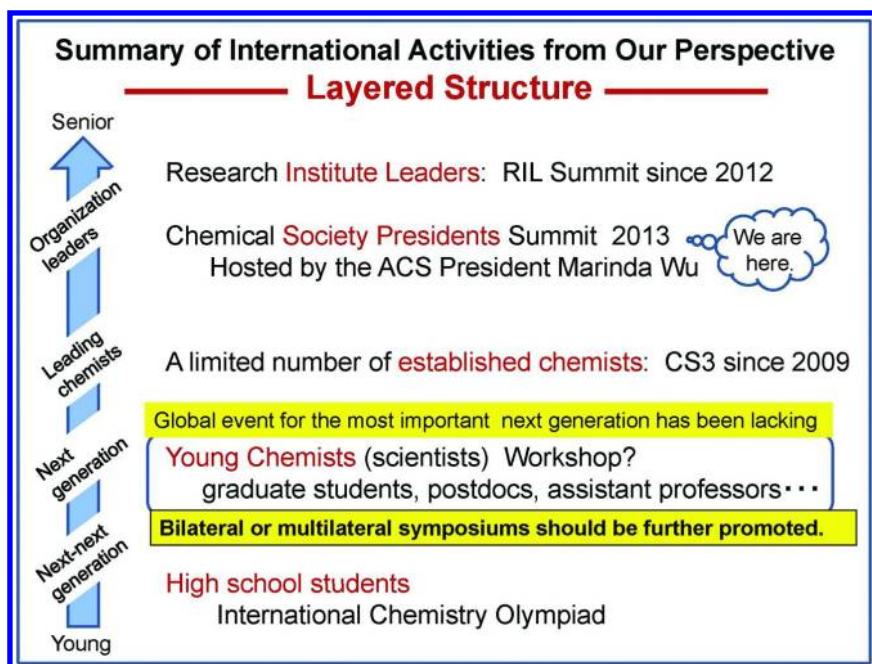 Summary of International Activities from Our Perspective
Layered Structure
Senior
Organization
leaders
Research Institute Leaders: RIL Summit since 2012
Chemical Society Presidents Summit 2013
Hosted by the ACS President Marinda Wu
We are
here.
Leading
chemists
A limited number of established chemists: CS3 since 2009
Global event for the most important next generation has been lacking
Next
generation
Young Chemists (scientists) Workshop?
graduate students, postdocs, assistant professors···
Bilateral or multilateral symposiums should be further promoted.
Next-next
generation
High school students
International Chemistry Olympiad
Young